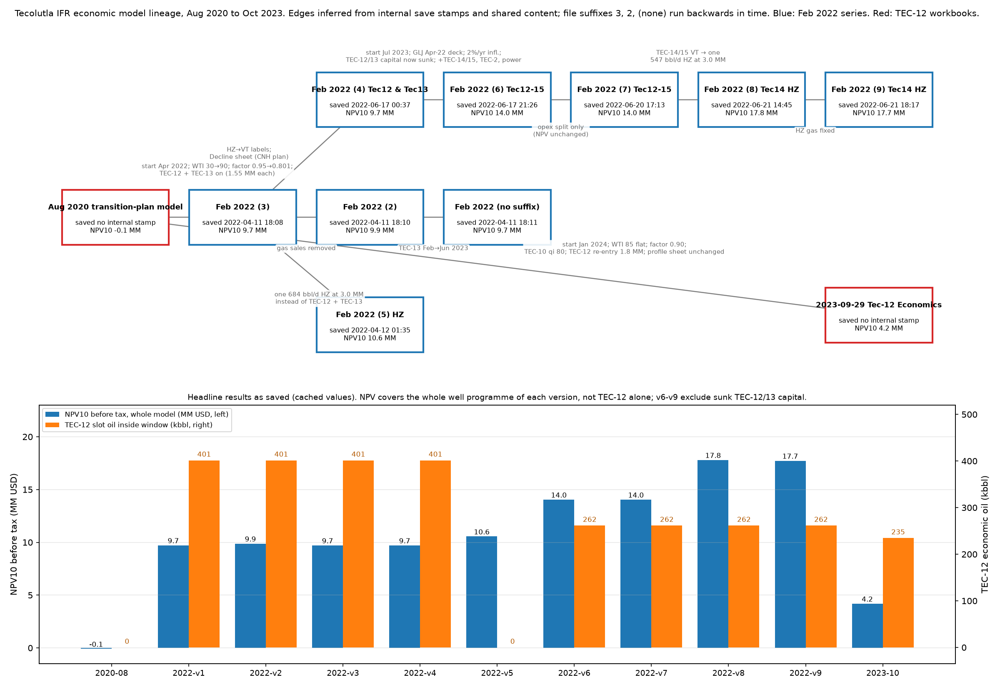 Tecolutla IFR economic model lineage, Aug 2020 to Oct 2023. Edges inferred from internal save stamps and shared content; file suffixes 3, 2, (none) run backwards in time. Blue: Feb 2022 series. Red: TEC-12 workbooks.
start Jul 2023; GLJ Apr-22 deck; 2%/yr infl.;
TEC-12/13 capital now sunk; +TEC-14/15, TEC-2, power
TEC-14/15 VT → one
547 bbl/d HZ at 3.0 MM
Feb 2022 (4) Tec12 & Tec13
saved 2022-06-17 00:37
NPV10 9.7 MM
Feb 2022 (6) Tec12-15
saved 2022-06-17 21:26
NPV10 14.0 MM
Feb 2022 (7) Tec12-15
saved 2022-06-20 17:13
NPV10 14.0 MM
Feb 2022 (8) Tec14 HZ
saved 2022-06-21 14:45
NPV10 17.8 MM
Feb 2022 (9) Tec14 HZ
saved 2022-06-21 18:17
NPV10 17.7 MM
opex split only
(NPV unchanged)
HZ gas fixed
HZ→VT labels;
Decline sheet (CNH plan)
start Apr 2022; WTI 30→90; factor 0.95→0.801;
TEC-12 + TEC-13 on (1.55 MM each)
Aug 2020 transition-plan model
saved no internal stamp
NPV10 -0.1 MM
Feb 2022 (3)
saved 2022-04-11 18:08
NPV10 9.7 MM
Feb 2022 (2)
saved 2022-04-11 18:10
NPV10 9.9 MM
Feb 2022 (no suffix)
saved 2022-04-11 18:11
NPV10 9.7 MM
gas sales removed
TEC-13 Feb→Jun 2023
start Jan 2024; WTI 85 flat; factor 0.90;
TEC-10 qi 80; TEC-12 re-entry 1.8 MM; profile sheet unchanged
one 684 bbl/d HZ at 3.0 MM
instead of TEC-12 + TEC-13
Feb 2022 (5) HZ
saved 2022-04-12 01:35
NPV10 10.6 MM
2023-09-29 Tec-12 Economics
saved no internal stamp
NPV10 4.2 MM
Headline results as saved (cached values). NPV covers the whole well programme of each version, not TEC-12 alone; v6-v9 exclude sunk TEC-12/13 capital.
NPV10 before tax, whole model (MM USD, left)
TEC-12 slot oil inside window (kbbl, right)
NPV10 before tax (MM USD)
20
15
10
5
0
TEC-12 economic oil (kbbl)
500
400
300
200
100
0
-0.1
0
9.7
401
9.9
401
9.7
401
9.7
401
10.6
0
14.0
262
14.0
262
17.8
262
17.7
262
4.2
235
2020-08
2022-v1
2022-v2
2022-v3
2022-v4
2022-v5
2022-v6
2022-v7
2022-v8
2022-v9
2023-10